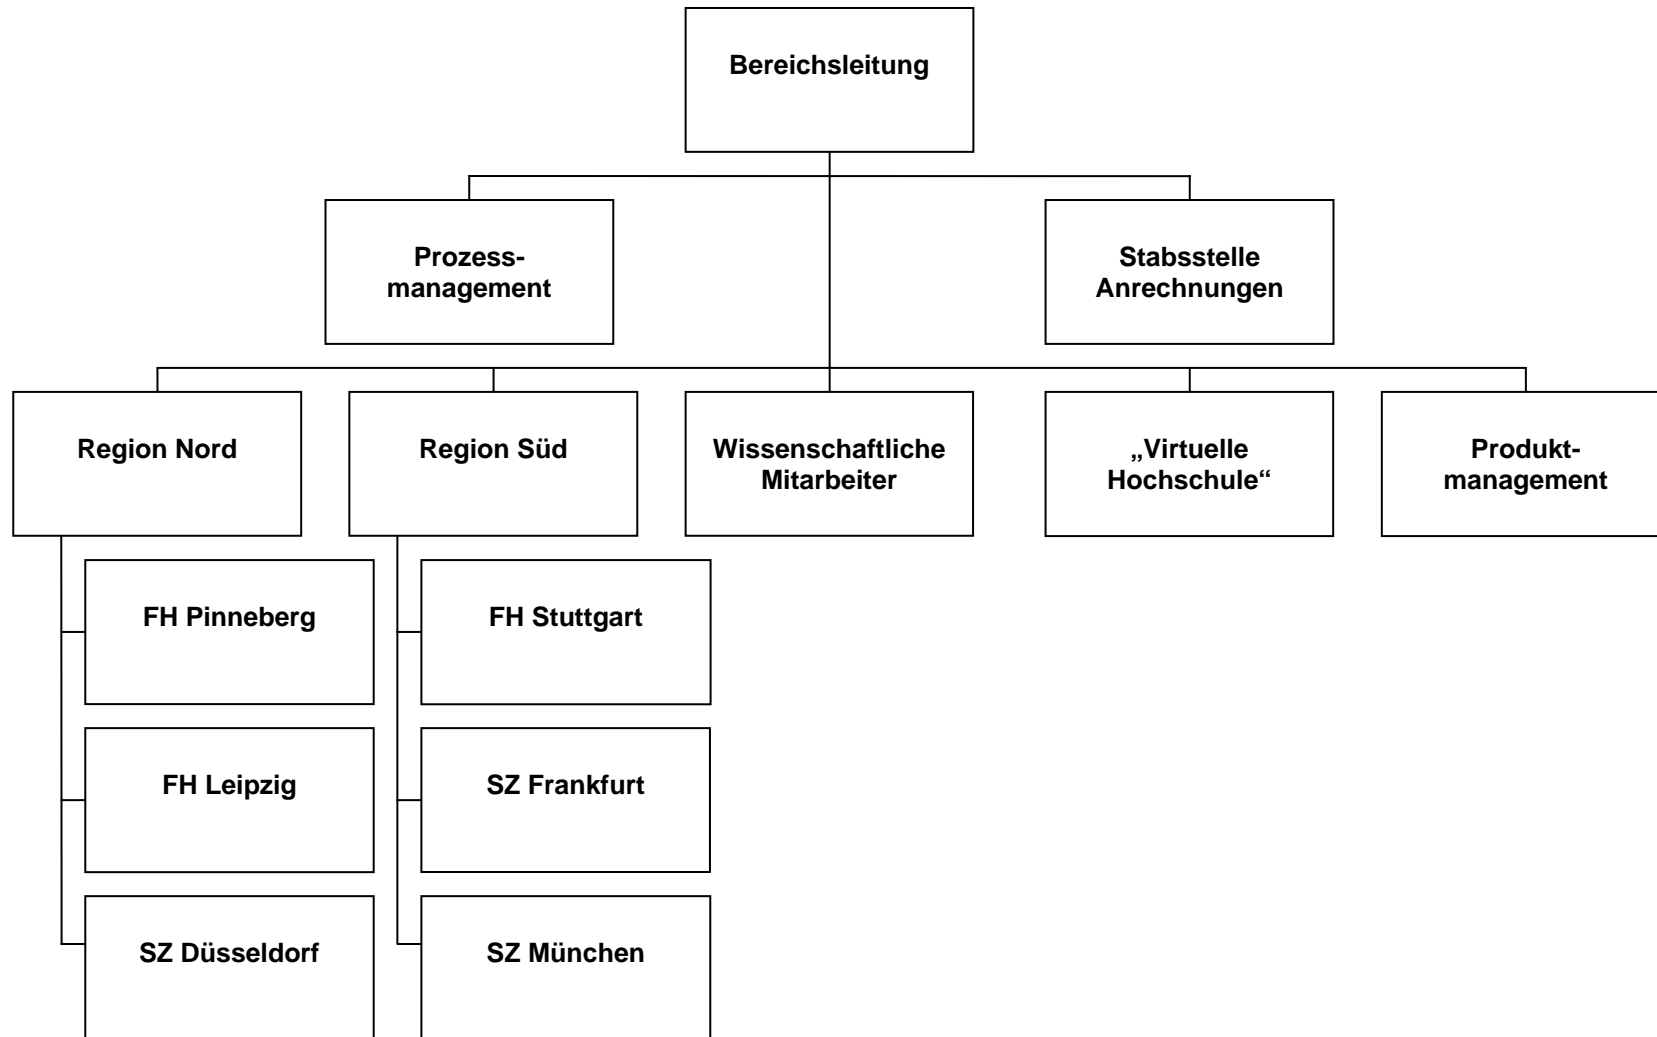 Bereichsleitung
Prozess-
management
Stabsstelle
Anrechnungen
Region Nord
Region Süd
Wissenschaftliche
Mitarbeiter
„Virtuelle
Hochschule“
Produkt-
management
FH Pinneberg
FH Stuttgart
FH Leipzig
SZ Frankfurt
SZ Düsseldorf
SZ München